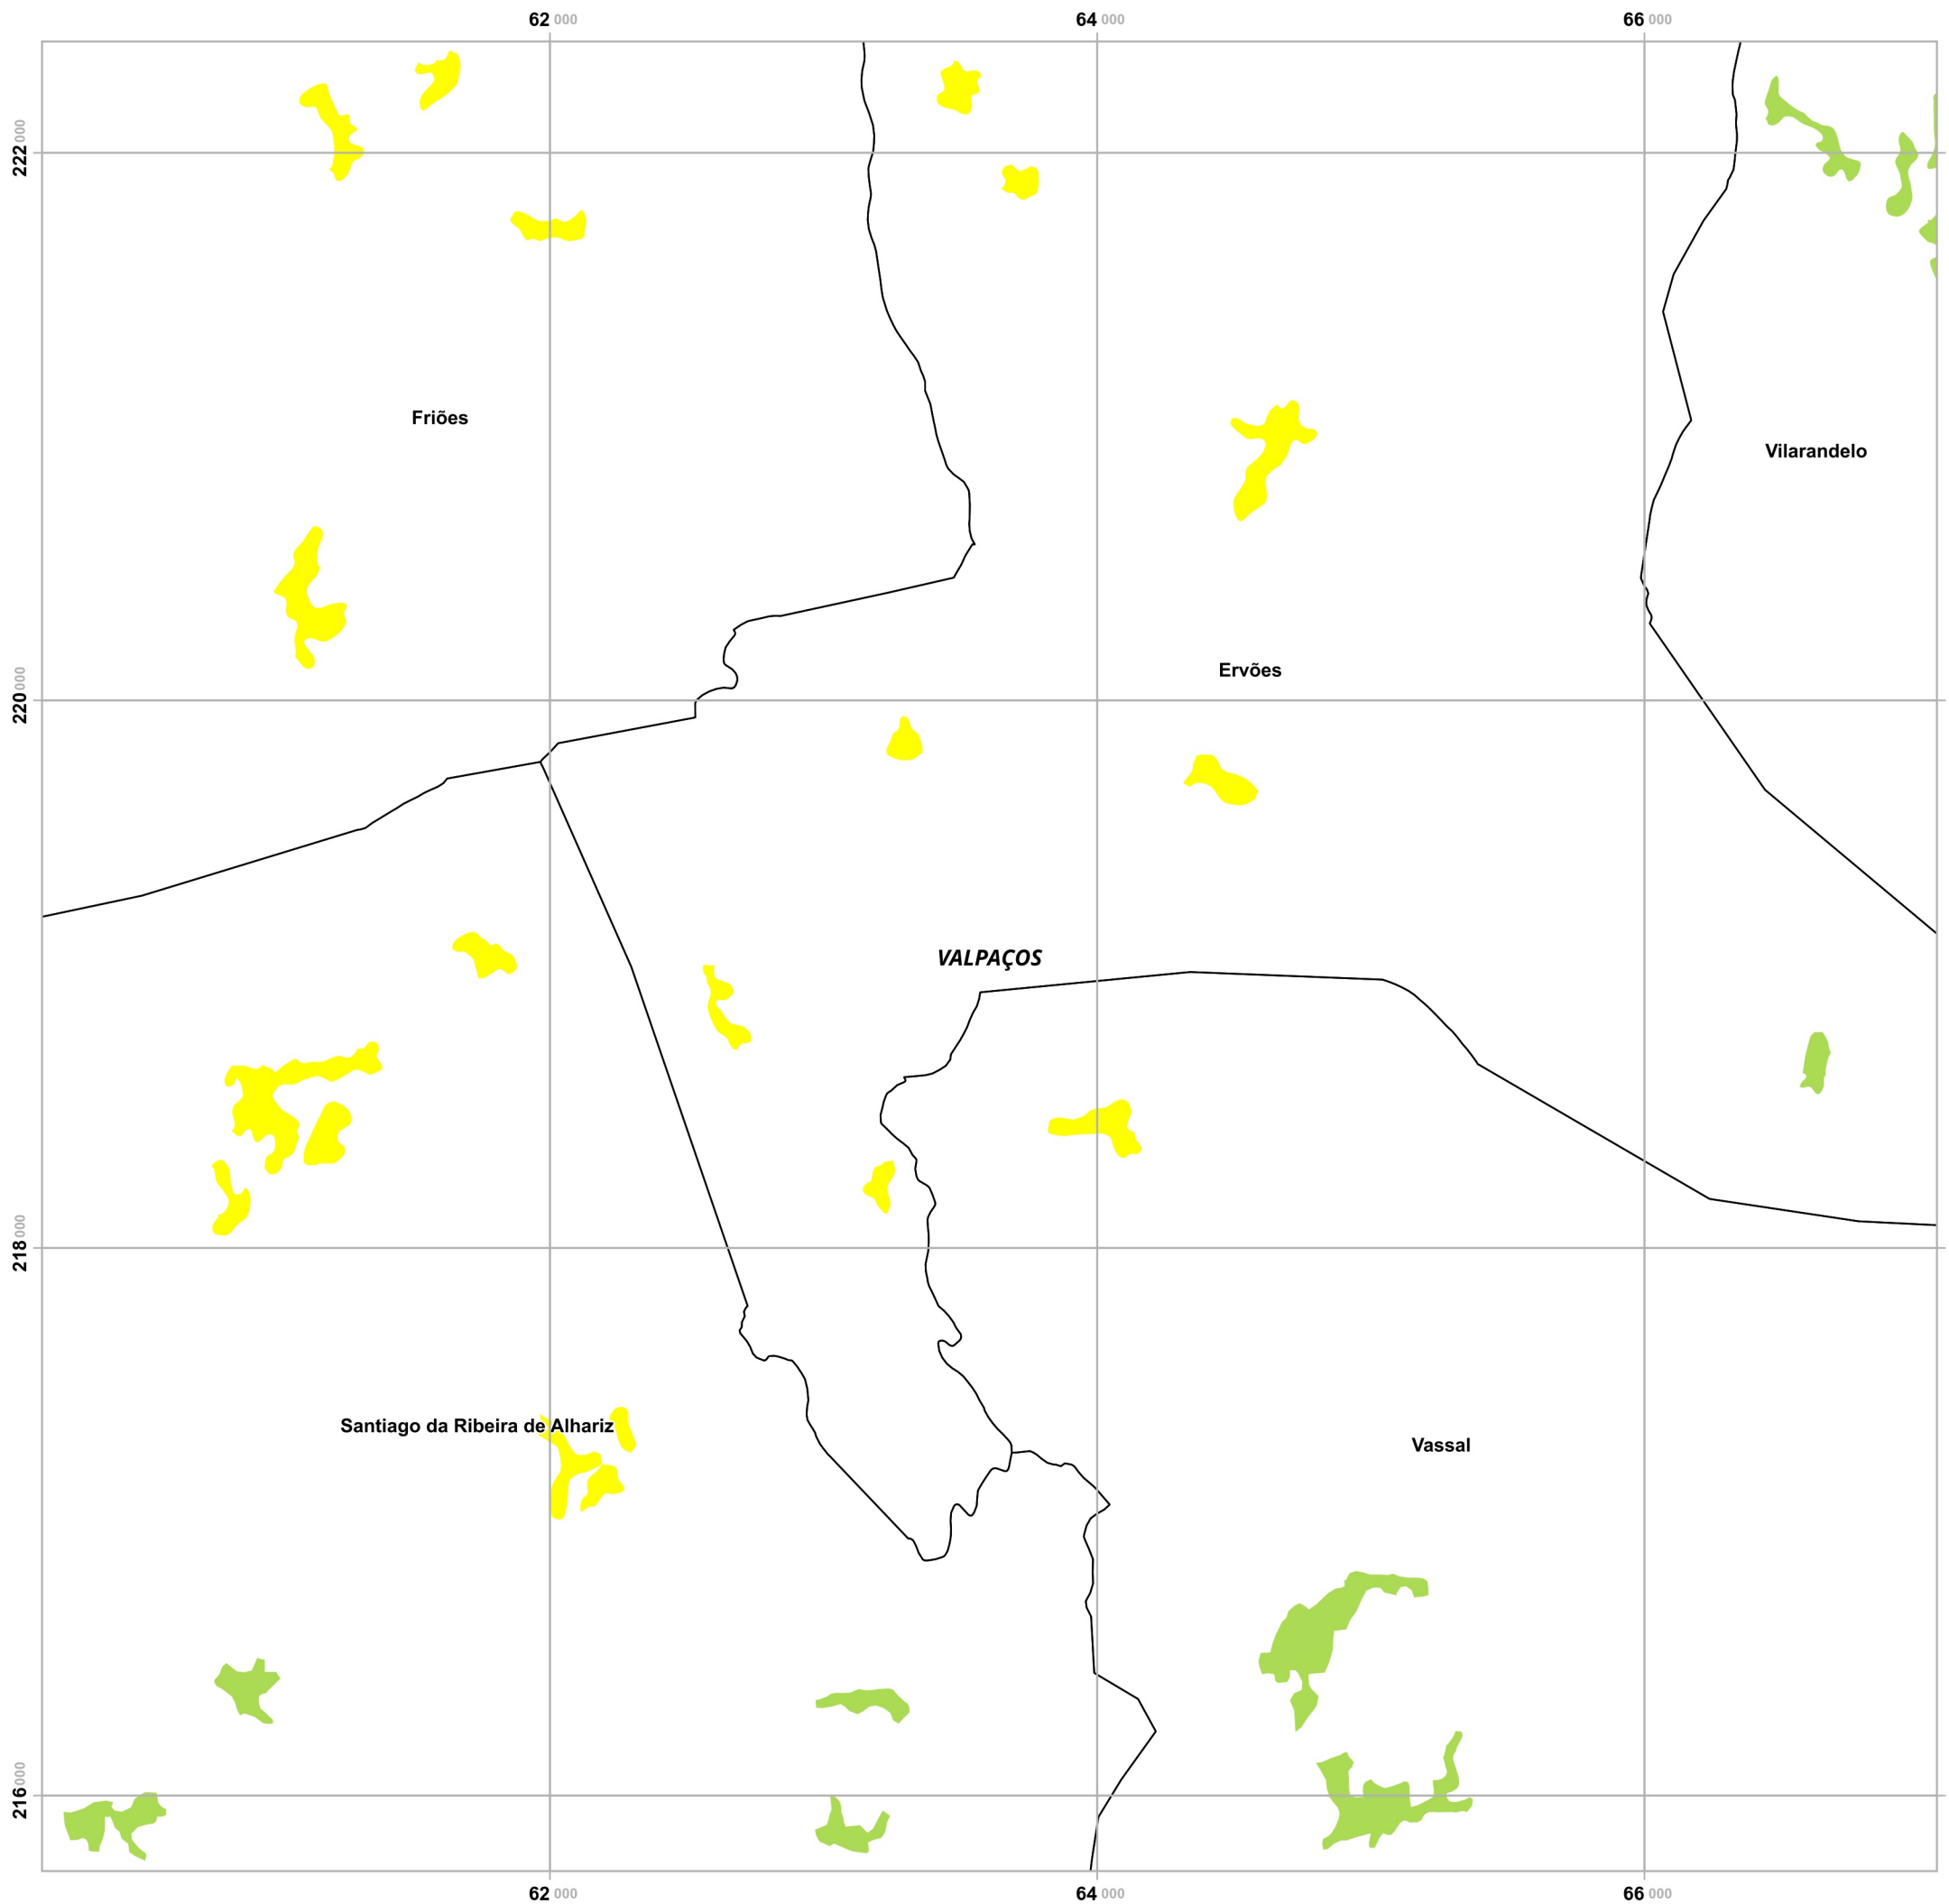 62 000 64 000 66 000
222 000
Friões
Vilarandelo
Ervões
220 000
VALPAÇOS
218 000
Santiago da Ribeira de Alhariz
Vassal
216 000
62 000 64 000 66 000